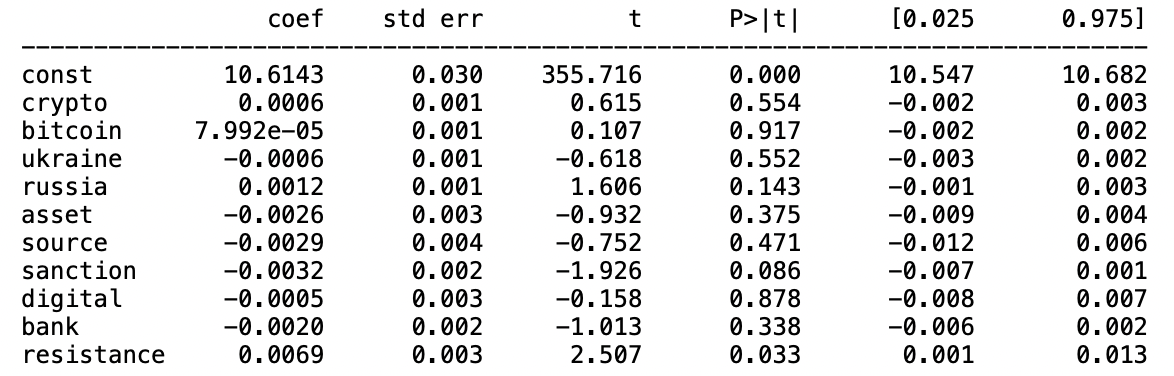 coef std err t P>|t| [0.025 0.975]
------------------------------------------------------------------------------
const 10.6143 0.030 355.716 0.000 10.547 10.682
crypto 0.0006 0.001 0.615 0.554 -0.002 0.003
bitcoin 7.992e-05 0.001 0.107 0.917 -0.002 0.002
ukraine -0.0006 0.001 -0.618 0.552 -0.003 0.002
russia 0.0012 0.001 1.606 0.143 -0.001 0.003
asset -0.0026 0.003 -0.932 0.375 -0.009 0.004
source -0.0029 0.004 -0.752 0.471 -0.012 0.006
sanction -0.0032 0.002 -1.926 0.086 -0.007 0.001
digital -0.0005 0.003 -0.158 0.878 -0.008 0.007
bank -0.0020 0.002 -1.013 0.338 -0.006 0.002
resistance 0.0069 0.003 2.507 0.033 0.001 0.013